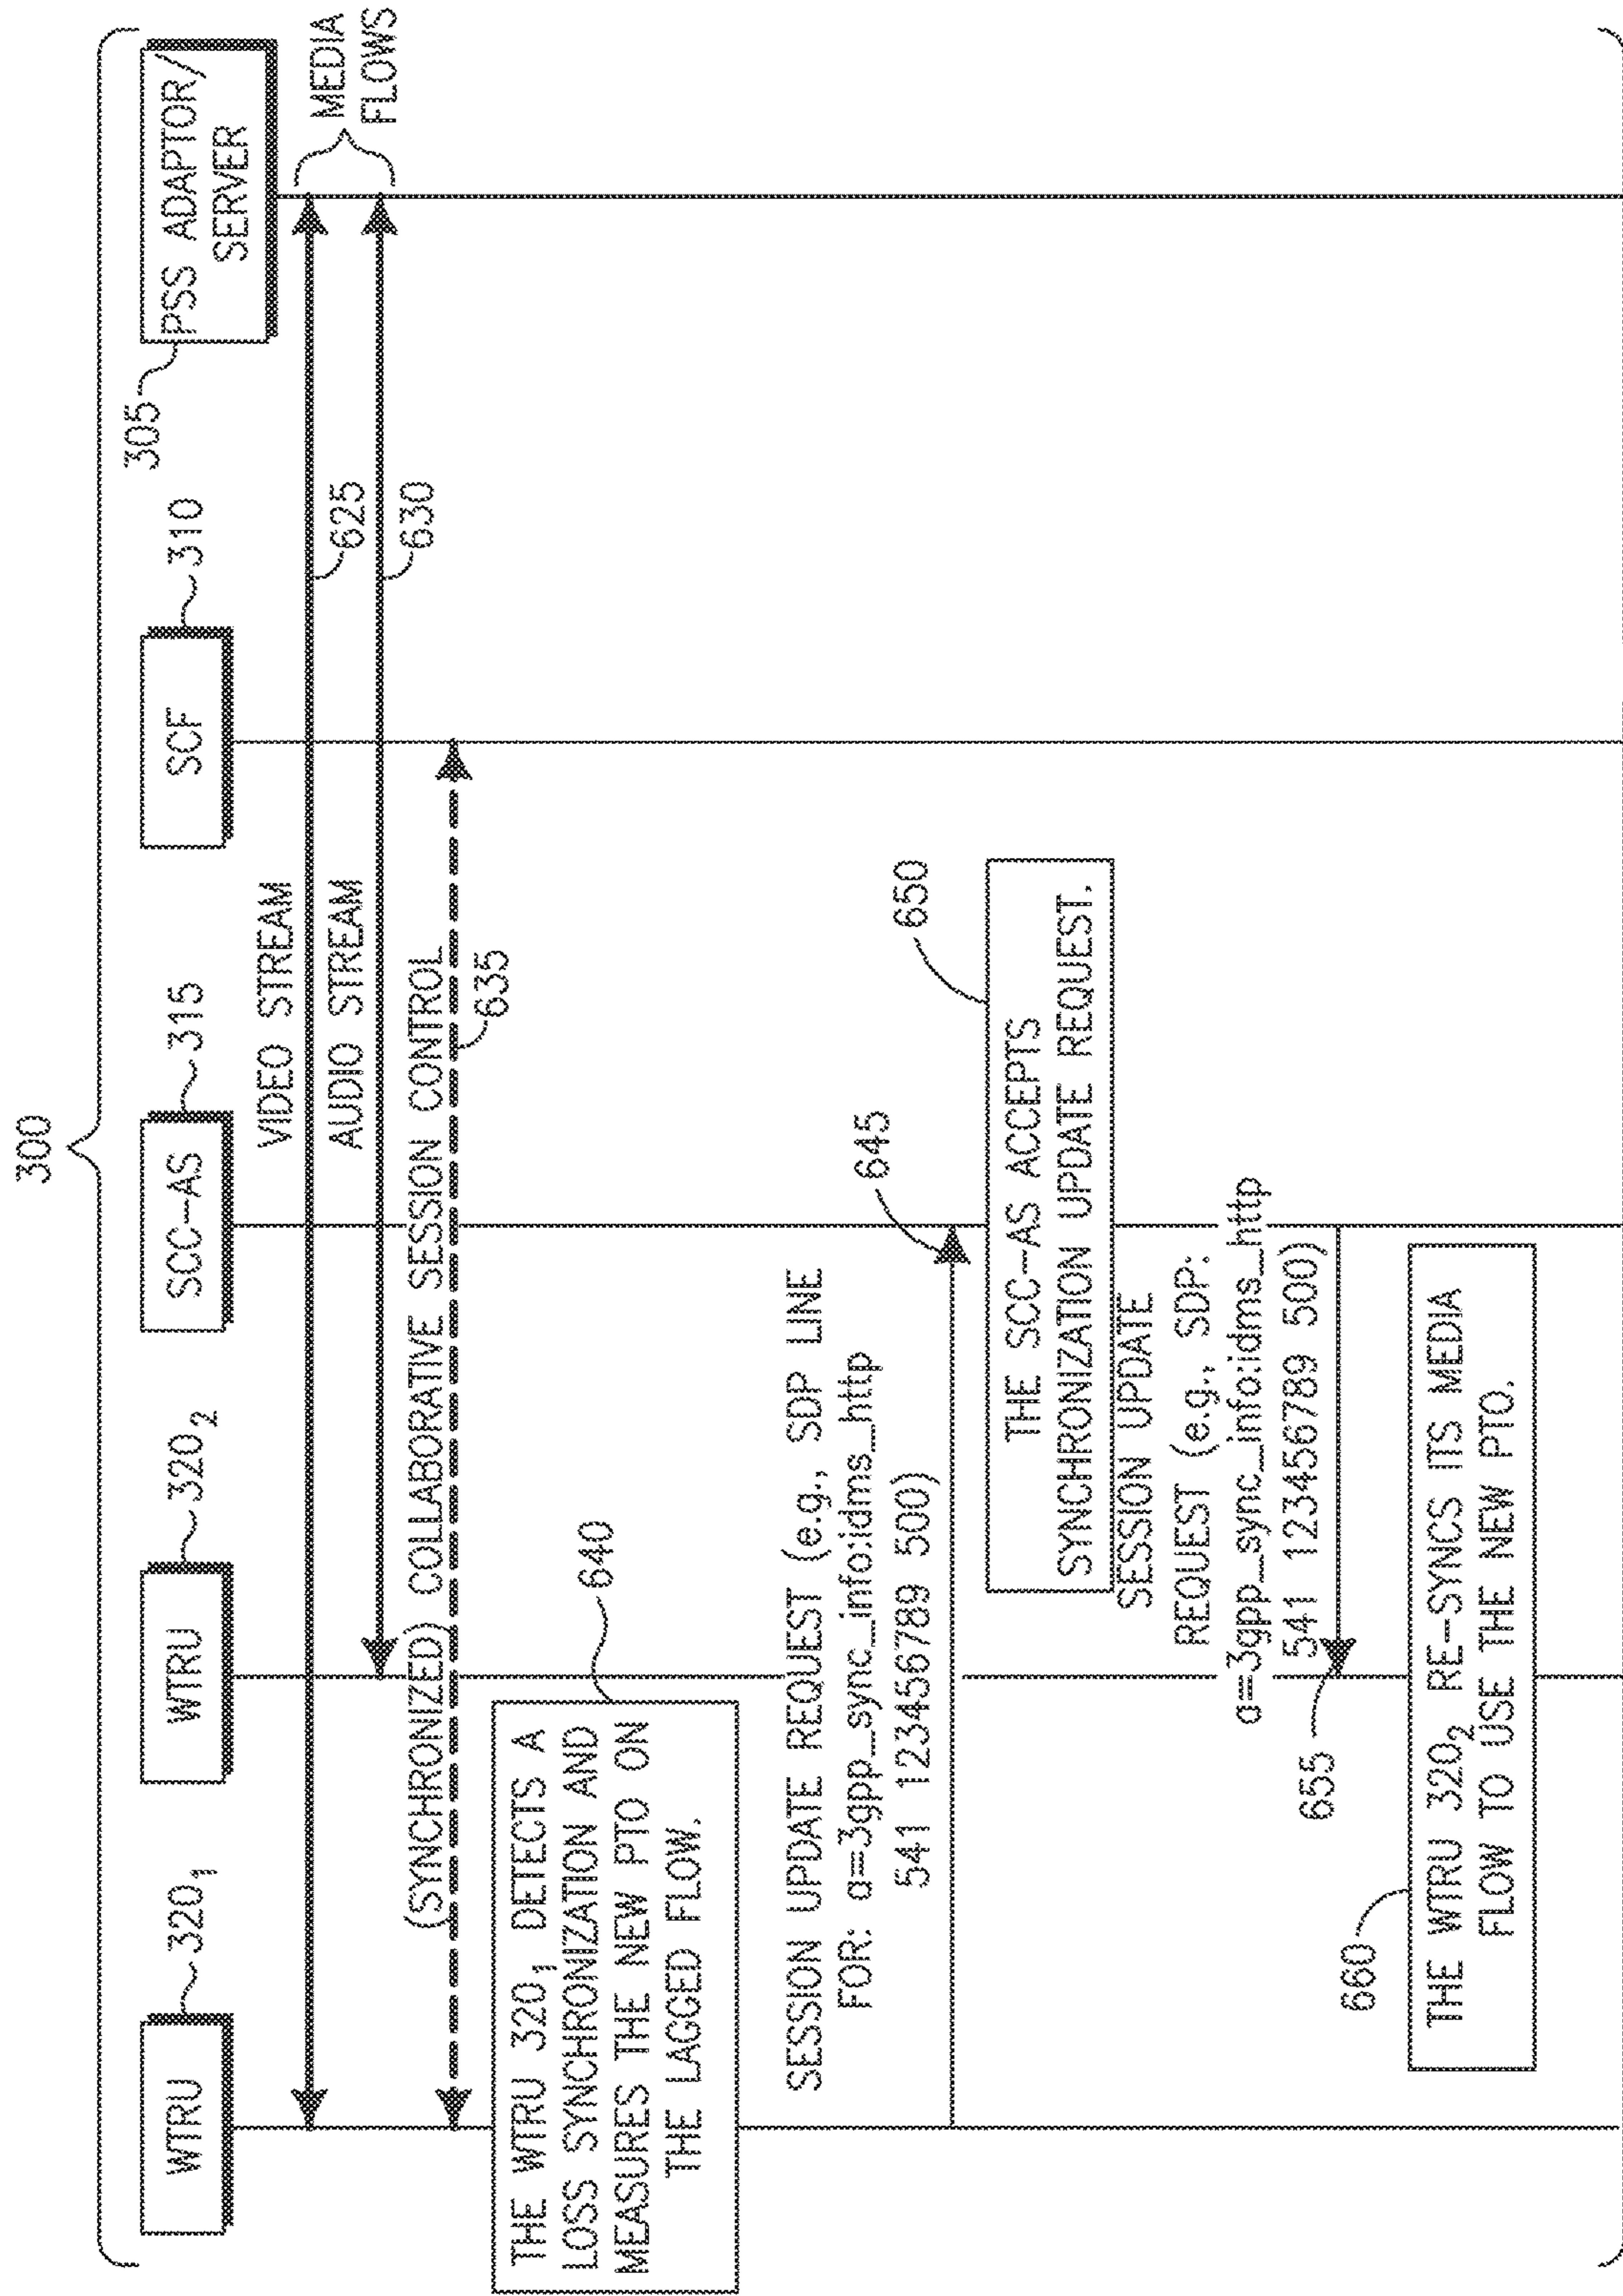 300
WTRU
320₁
WTRU
320₂
SCC-AS
315
SCF
310
PSS ADAPTOR/
SERVER
305
VIDEO STREAM
625
AUDIO STREAM
630
MEDIA
FLOWS
(SYNCHRONIZED) COLLABORATIVE SESSION CONTROL
635
THE WTRU 320₁ DETECTS A
LOSS SYNCHRONIZATION AND
MEASURES THE NEW PTO ON
THE LAGGED FLOW.
640
SESSION UPDATE REQUEST (e.g., SDP LINE
FOR: a=3gpp_sync_info:idms_http
541 123456789 500)
645
THE SCC-AS ACCEPTS
SYNCHRONIZATION UPDATE REQUEST.
650
SESSION UPDATE
REQUEST (e.g., SDP:
a=3gpp_sync_info:idms_http
541 123456789 500)
655
THE WTRU 320₂ RE-SYNCS ITS MEDIA
FLOW TO USE THE NEW PTO.
660